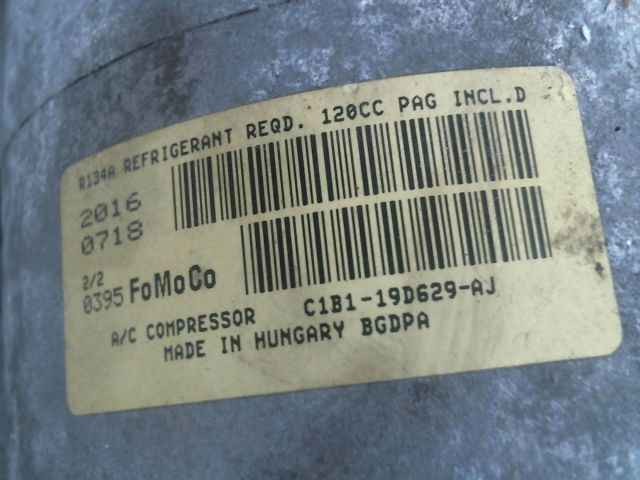 R134A REFRIGERANT REQD. 120CC PAG INCL.D
2016
0718
2/2
0395 FoMoCo
A/C COMPRESSOR C1B1-19D629-AJ
MADE IN HUNGARY BGDPA